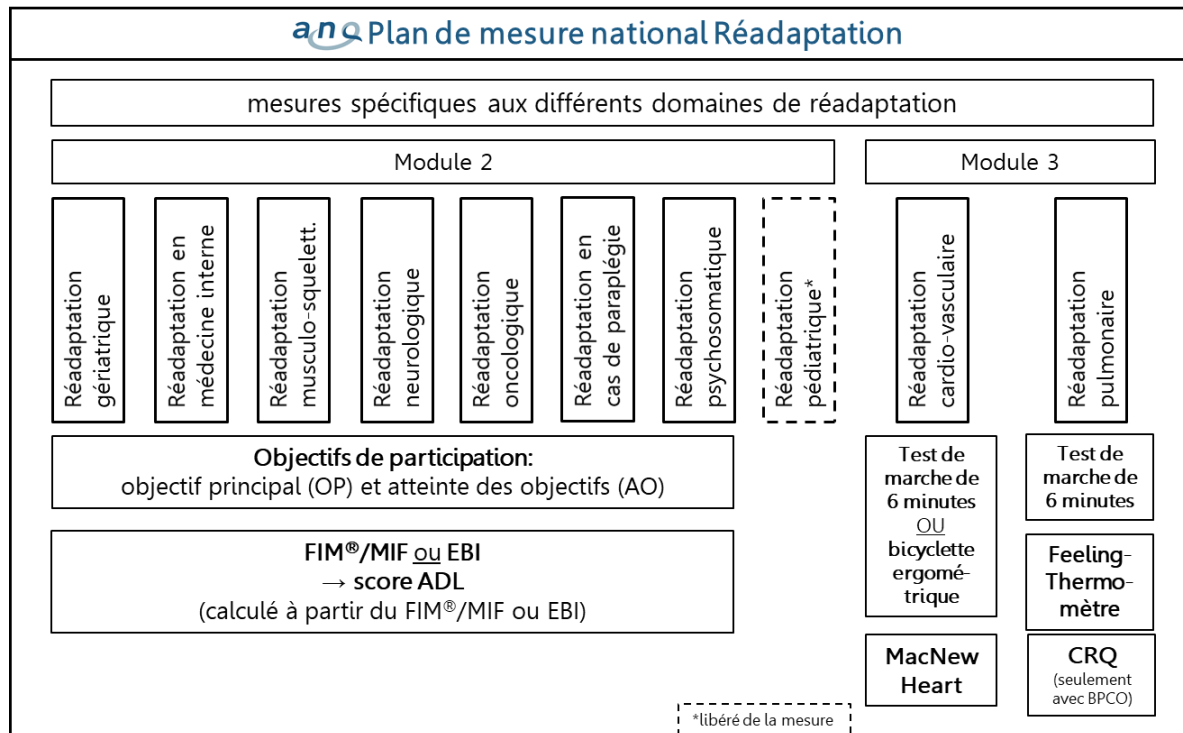 anq Plan de mesure national Réadaptation
mesures spécifiques aux différents domaines de réadaptation
Module 2
Module 3
Réadaptation
gériatrique
Réadaptation en
médecine interne
Réadaptation
musculo-squelett.
Réadaptation
neurologique
Réadaptation
oncologique
Réadaptation en
cas de paraplégie
Réadaptation
psychosomatique
Réadaptation
pédiatrique*
Réadaptation
cardio-vasculaire
Réadaptation
pulmonaire
Objectifs de participation:
objectif principal (OP) et atteinte des objectifs (AO)
FIM®/MIF ou EBI
→ score ADL
(calculé à partir du FIM®/MIF ou EBI)
Test de
marche de
6 minutes
OU
bicyclette
ergomé-
trique
MacNew
Heart
Test de
marche de
6 minutes
Feeling-
Thermo-
mètre
CRQ
(seulement
avec BPCO)
*libéré de la mesure